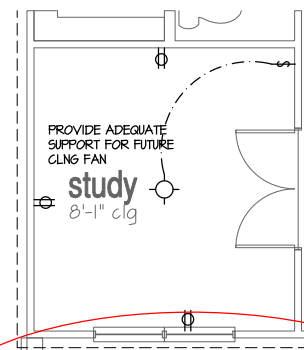 PROVIDE ADEQUATE
SUPPORT FOR FUTURE
CLNG FAN
study
8'-1" clg
S